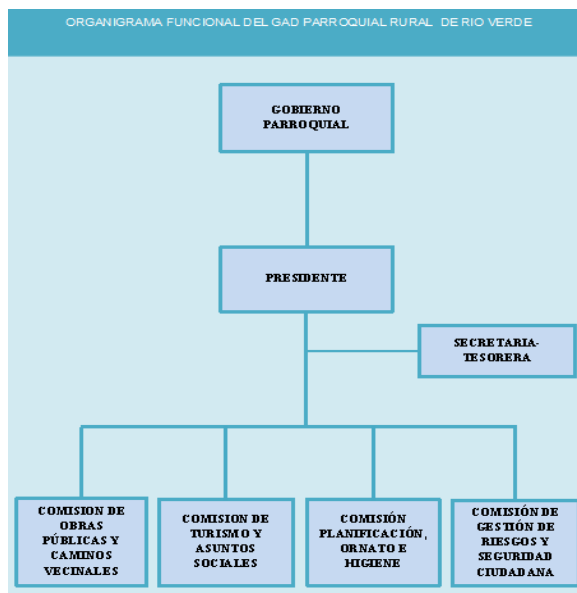 ORGANIGRAMA FUNCIONAL DEL GAD PARROQUIAL RURAL DE RIO VERDE
GOBIERNO
PARROQUIAL
PRESIDENTE
SECRETARIA-
TESORERA
COMISION DE
OBRAS
PÚBLICAS Y
CAMINOS
VECINALES
COMISION DE
TURISMO Y
ASUNTOS
SOCIALES
COMISIÓN
PLANIFICACIÓN,
ORNATO E
HIGIENE
COMISIÓN DE
GESTIÓN DE
RIESGOS Y
SEGURIDAD
CIUDADANA